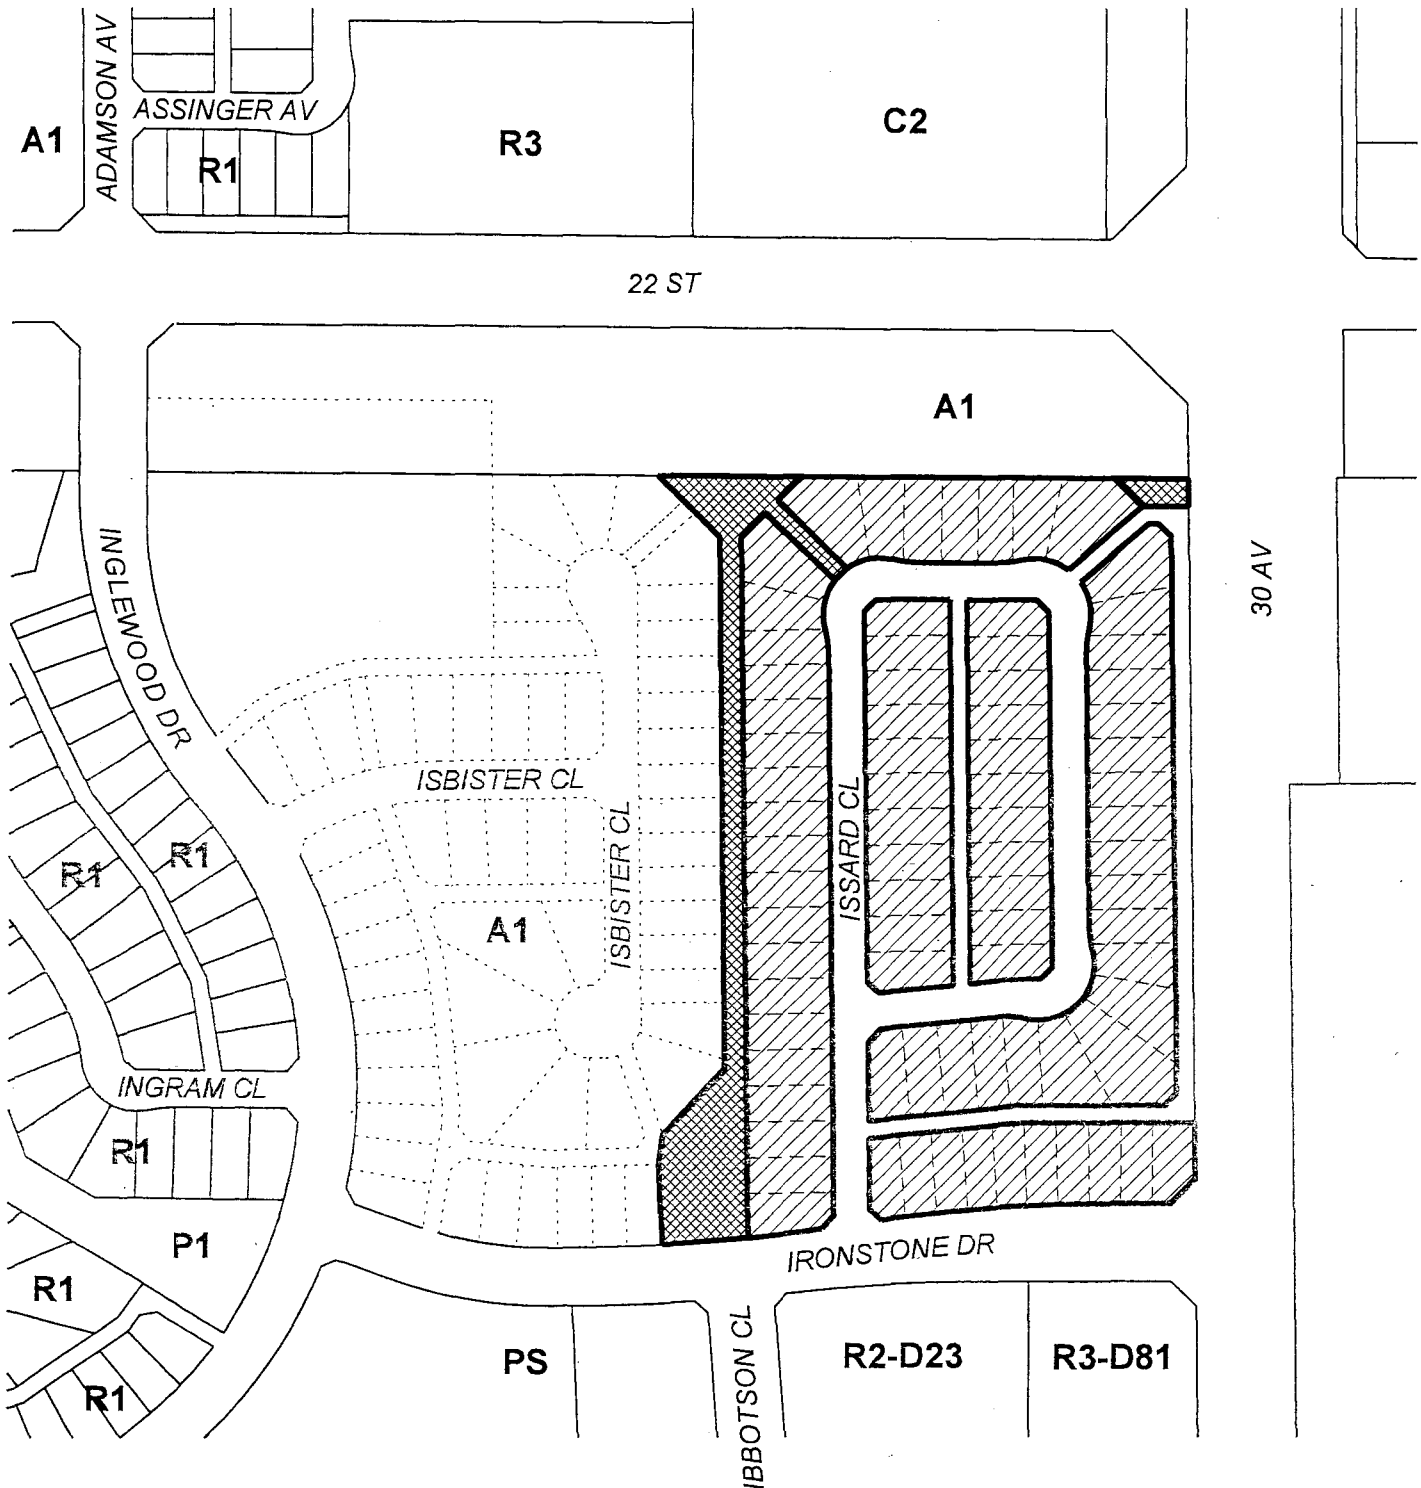 ADAMSON AV
ASSINGER AV
A1
R1
R3
C2
22 ST
A1
30 AV
INGLEWOOD DR
ISBISTER CL
ISBISTER CL
ISSARD CL
R1
R1
A1
INGRAM CL
R1
P1
R1
IRONSTONE DR
PS
IBBOTSON CL
R2-D23
R3-D81
R1